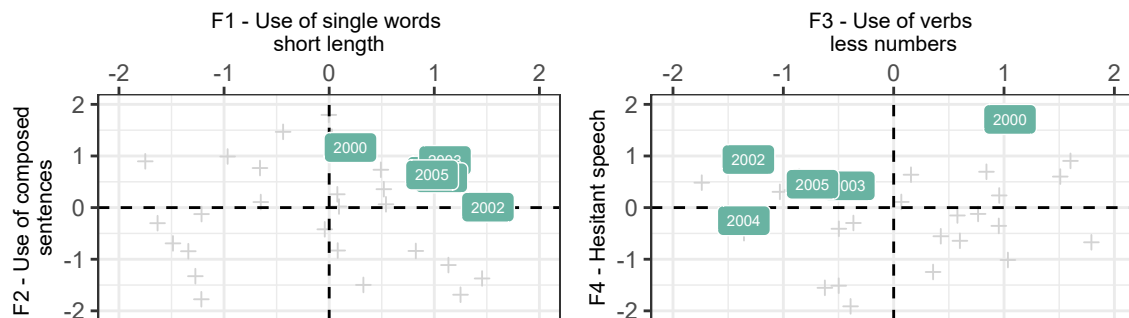 F1 - Use of single words
short length
-2 -1 0 1 2
F2 - Use of composed
sentences
2
1
0
-1
-2
2000
2005
2002
F3 - Use of verbs
less numbers
-2 -1 0 1 2
F4 - Hesitant speech
2
1
0
-1
-2
2000
2002
2005
003
2004